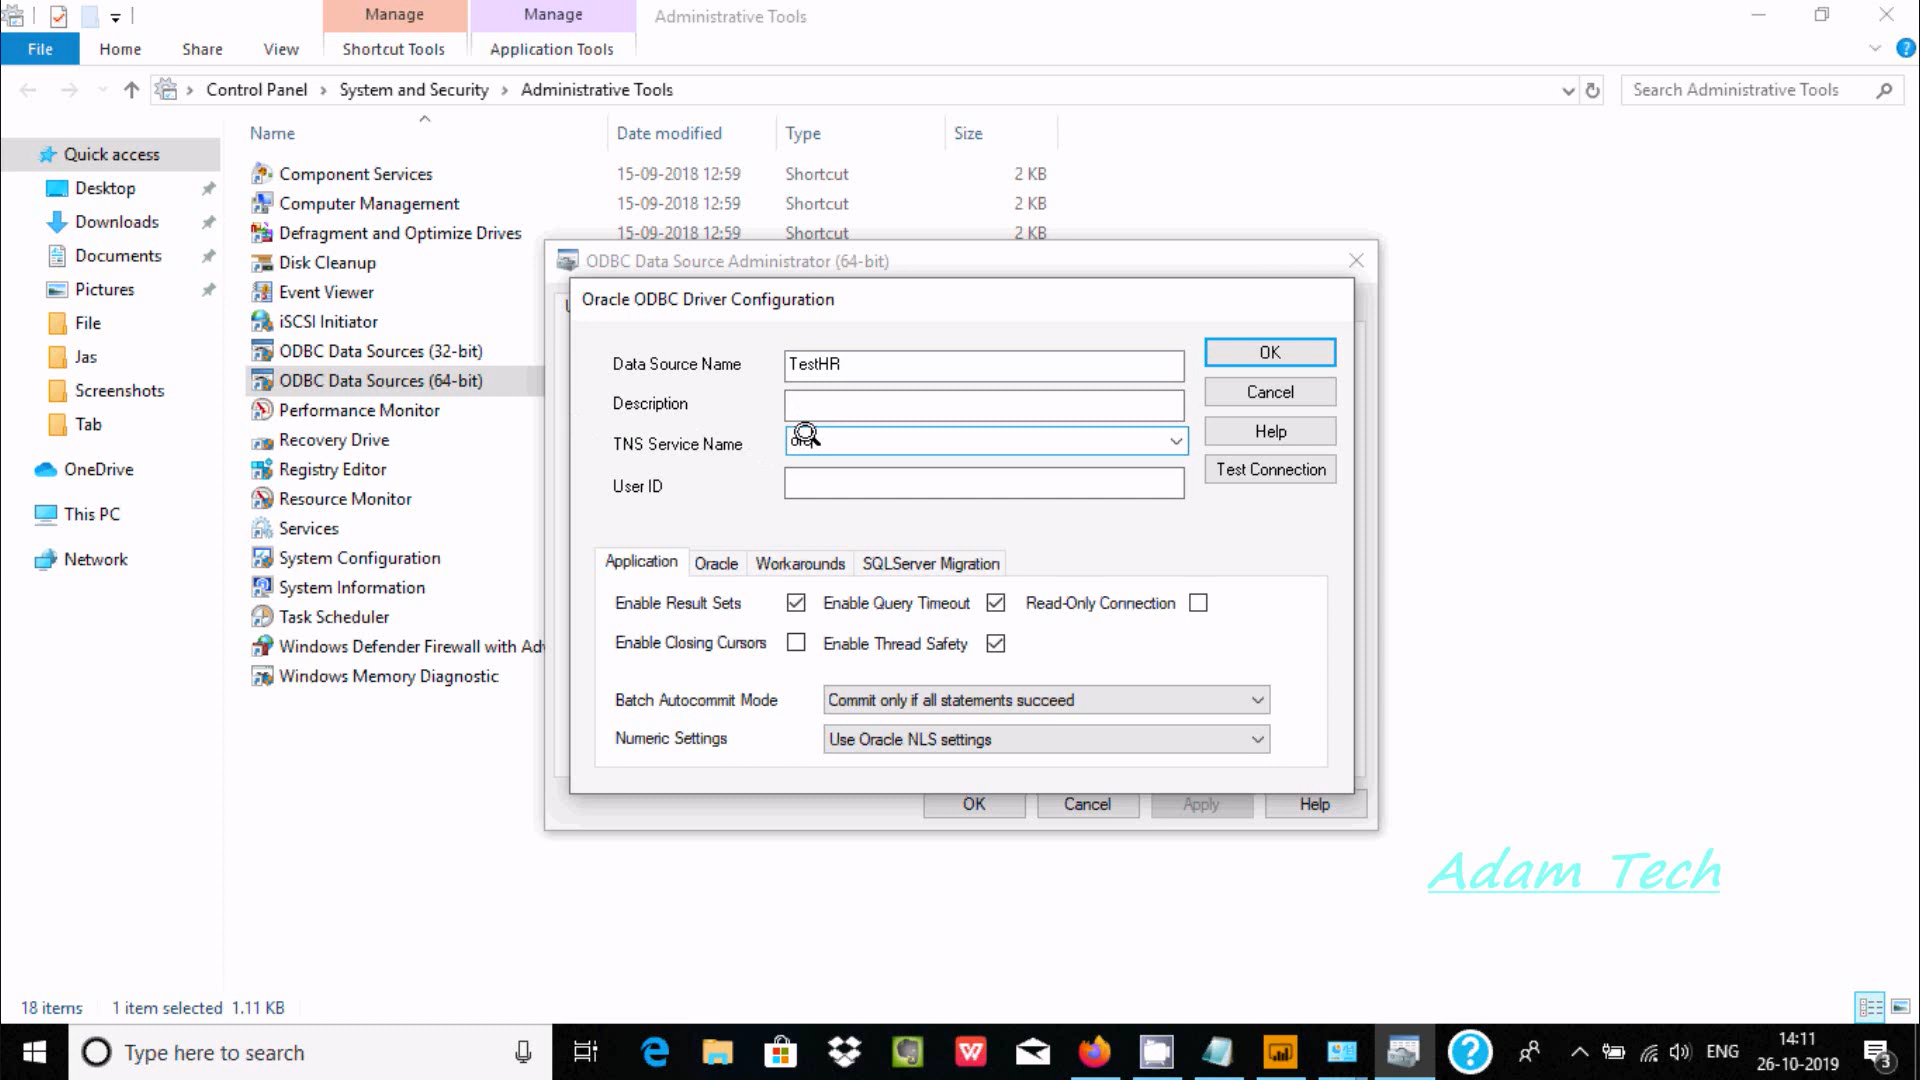 Manage
Manage
Administrative Tools
File
Home
Share
View
Shortcut Tools
Application Tools
Control Panel
System and Security
Administrative Tools
Search Administrative Tools
Name
Date modified
Type
Size
Quick access
Desktop
Downloads
Documents
Pictures
File
Jas
Screenshots
Tab
OneDrive
This PC
Network
Component Services 15-09-2018 12:59 Shortcut 2 KB
Computer Management 15-09-2018 12:59 Shortcut 2 KB
Defragment and Optimize Drives 15-09-2018 12:59 Shortcut 2 KB
Disk Cleanup
Event Viewer
iSCSI Initiator
ODBC Data Sources (32-bit)
ODBC Data Sources (64-bit)
Performance Monitor
Recovery Drive
Registry Editor
Resource Monitor
Services
System Configuration
System Information
Task Scheduler
Windows Defender Firewall with Ad
Windows Memory Diagnostic
ODBC Data Source Administrator (64-bit)
Oracle ODBC Driver Configuration
Data Source Name TestHR
Description
TNS Service Name
User ID
OK
Cancel
Help
Test Connection
Application
Oracle
Workarounds
SQLServer Migration
Enable Result Sets
Enable Query Timeout
Read-Only Connection
Enable Closing Cursors
Enable Thread Safety
Batch Autocommit Mode
Commit only if all statements succeed
Numeric Settings
Use Oracle NLS settings
OK
Cancel
Apply
Help
Adam Tech
18 items
1 item selected 1.11 KB
Type here to search
ENG
14:11
26-10-2019
3